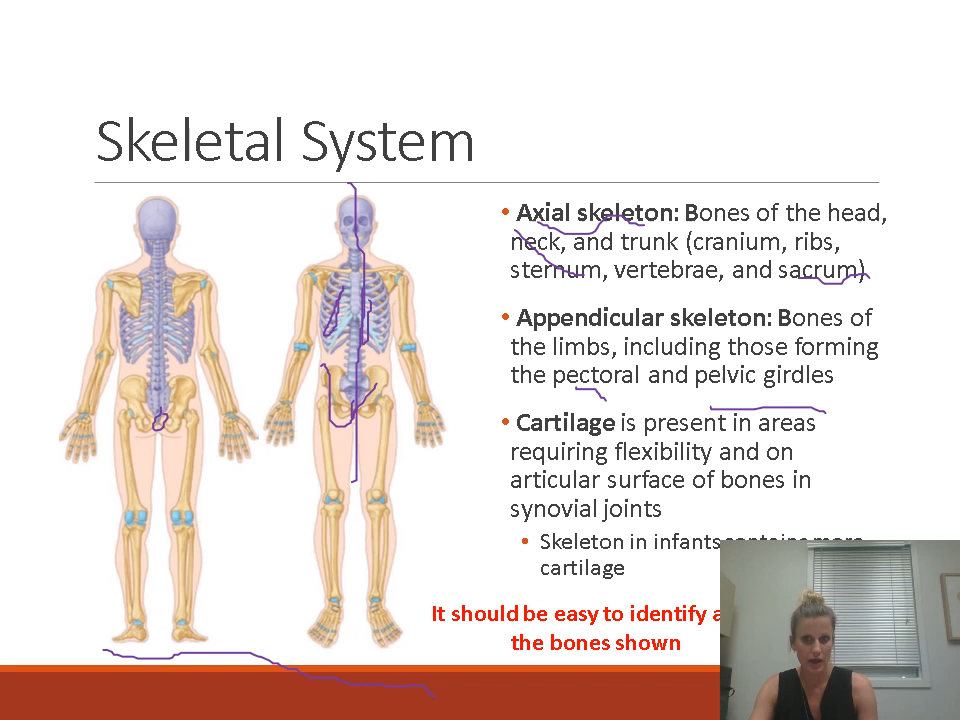 Skeletal System
• Axial skeleton: Bones of the head,
neck, and trunk (cranium, ribs,
sternum, vertebrae, and sacrum)
• Appendicular skeleton: Bones of
the limbs, including those forming
the pectoral and pelvic girdles
• Cartilage is present in areas
requiring flexibility and on
articular surface of bones in
synovial joints
• Skeleton in infants contains more
cartilage
It should be easy to identify
the bones shown